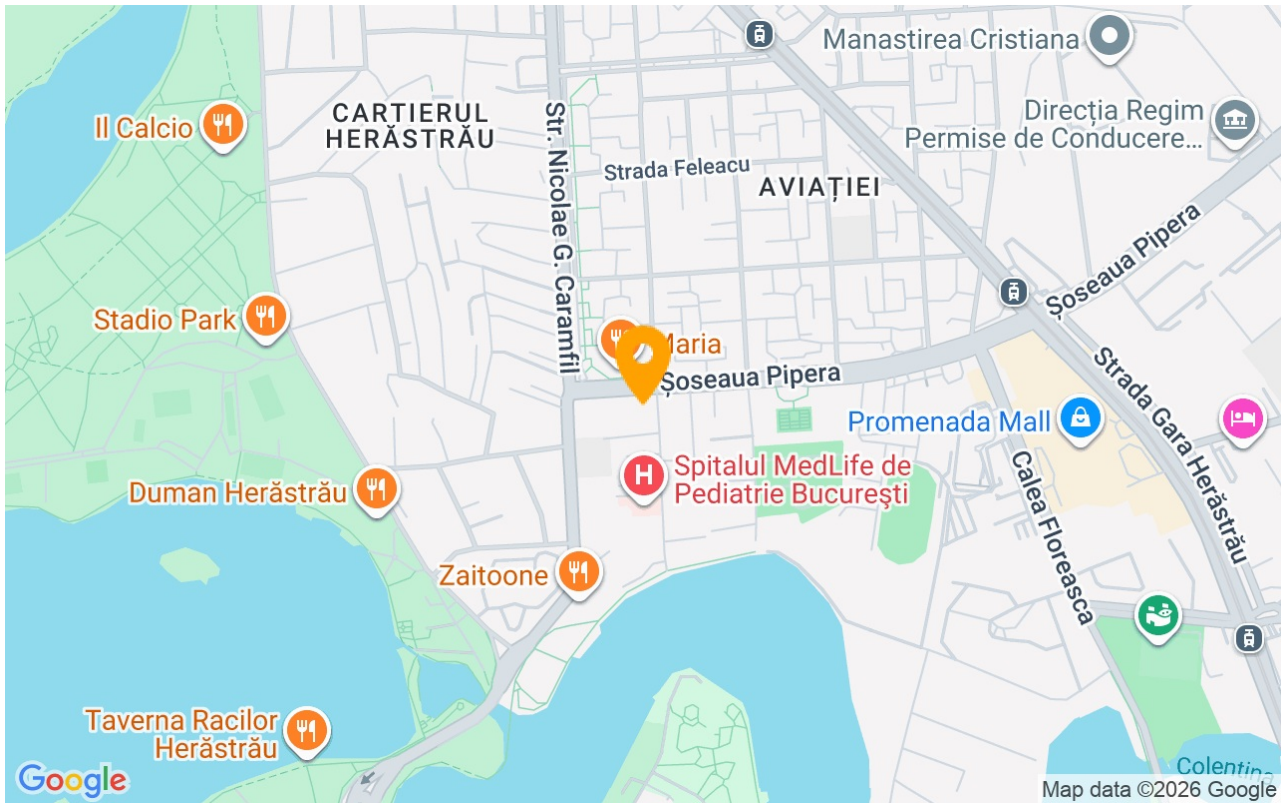 Manastirea Cristiana
Il Calcio
CARTIERUL
HERĂSTRĂU
Str. Nicolae G. Caramfil
Direcția Regim
Permise de Conducere...
Strada Feleacu
AVIAȚIEI
Șoseaua Pipera
Stadio Park
Maria
Șoseaua Pipera
Strada Gara Herăstrău
Promenada Mall
H
Spitalul MedLife de
Pediatrie Bucureşti
Calea Floreasca
Duman Herăstrău
Zaitoone
Taverna Racilor
Herăstrău
Colentina
Google
Map data ©2026 Google